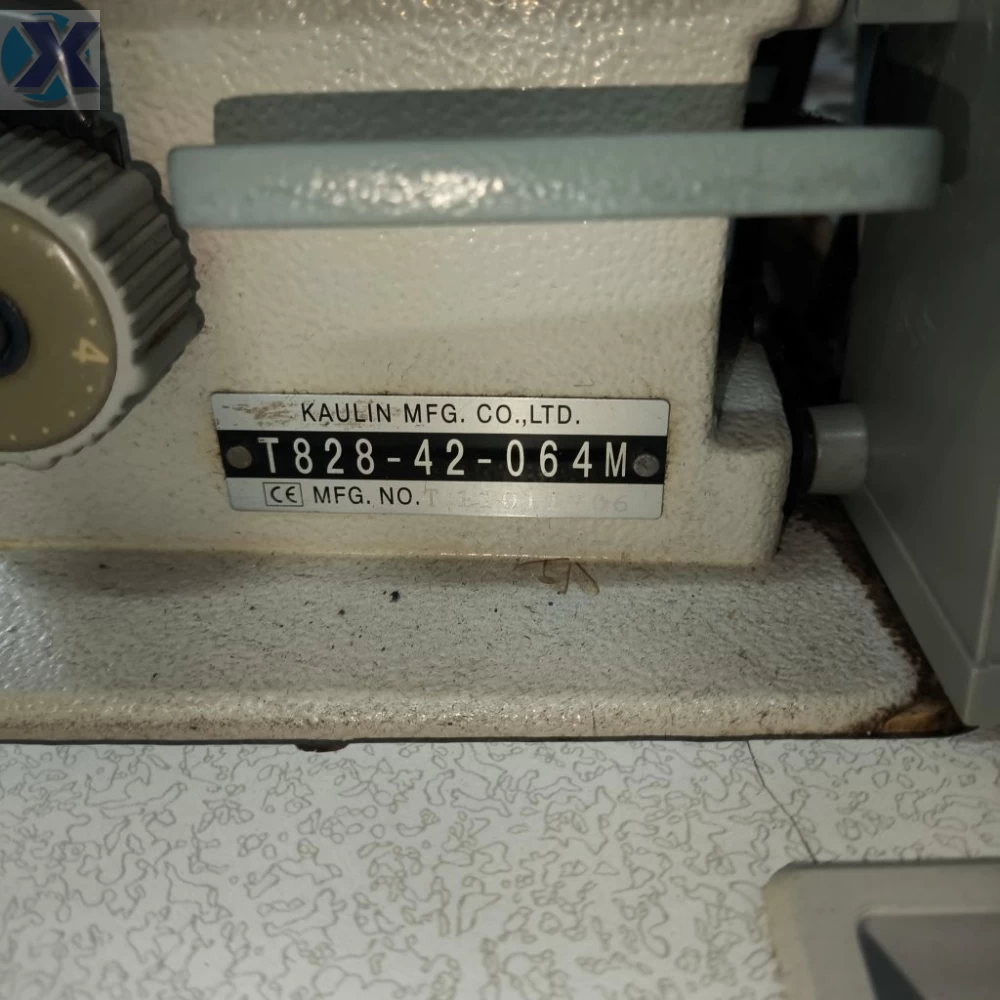 X
4
KAULIN MFG. CO.,LTD.
T828-42-064M
CE MFG. NO.